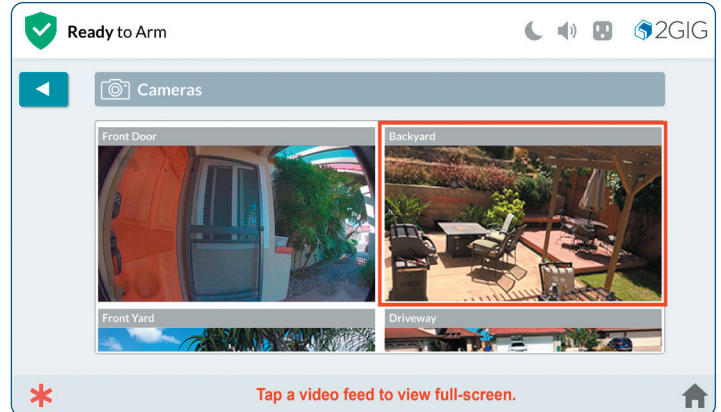 Ready to Arm
2GIG
Cameras
Front Door
Backyard
Front Yard
Driveway
Tap a video feed to view full-screen.